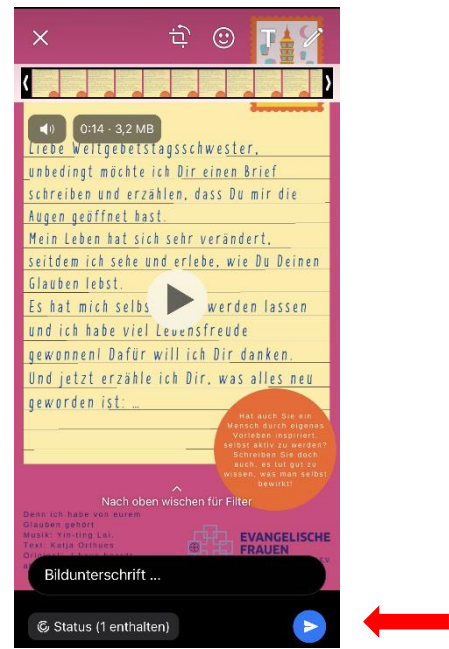 T
0:14 - 3,2 MB
Liebe Weltgebetstagsschwester,
unbedingt möchte ich Dir einen Brief
schreiben und erzählen, dass Du mir die
Augen geöffnet hast.
Mein Leben hat sich sehr verändert,
seitdem ich sehe und erlebe, wie Du Deinen
Glauben lebst.
Es hat mich selbs werden lassen
und ich habe viel Lebensfreude
gewonnen! Dafür will ich Dir danken.
Und jetzt erzähle ich Dir, was alles neu
geworden ist: …
Hat auch Sie ein
Mensch durch eigenes
Vorleben inspiriert,
selbst aktiv zu werden?
Schreiben Sie doch
auch, es tut gut zu
wissen, was man selbst
bewirkt!
Nach oben wischen für Filter
Denn ich habe von eurem
Glauben gehört
Musik: Yin-ting Lai,
Text: Katja Orthues
EVANGELISCHE
FRAUEN
Bildunterschrift ...
Status (1 enthalten)